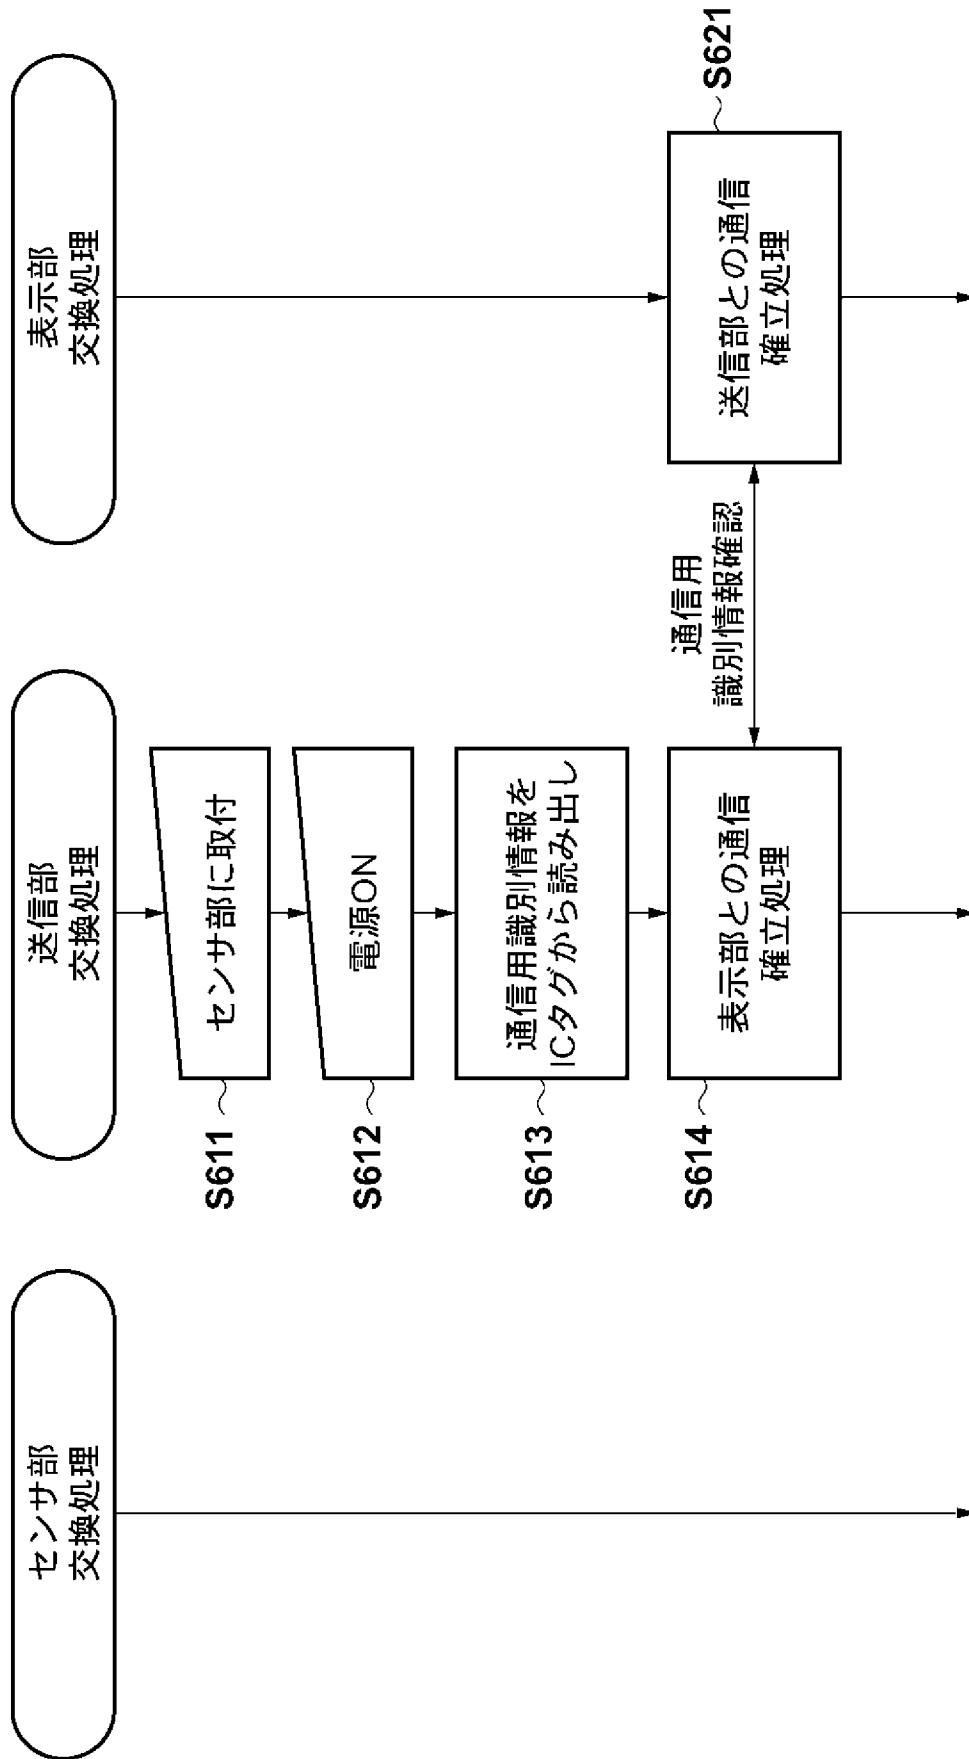 センサ部
交換処理
送信部
交換処理
表示部
交換処理
S611
センサ部に取付
S612
電源ON
S613
通信用識別情報を
ICタグから読み出し
S614
表示部との通信
確立処理
通信用
識別情報確認
送信部との通信
確立処理
S621